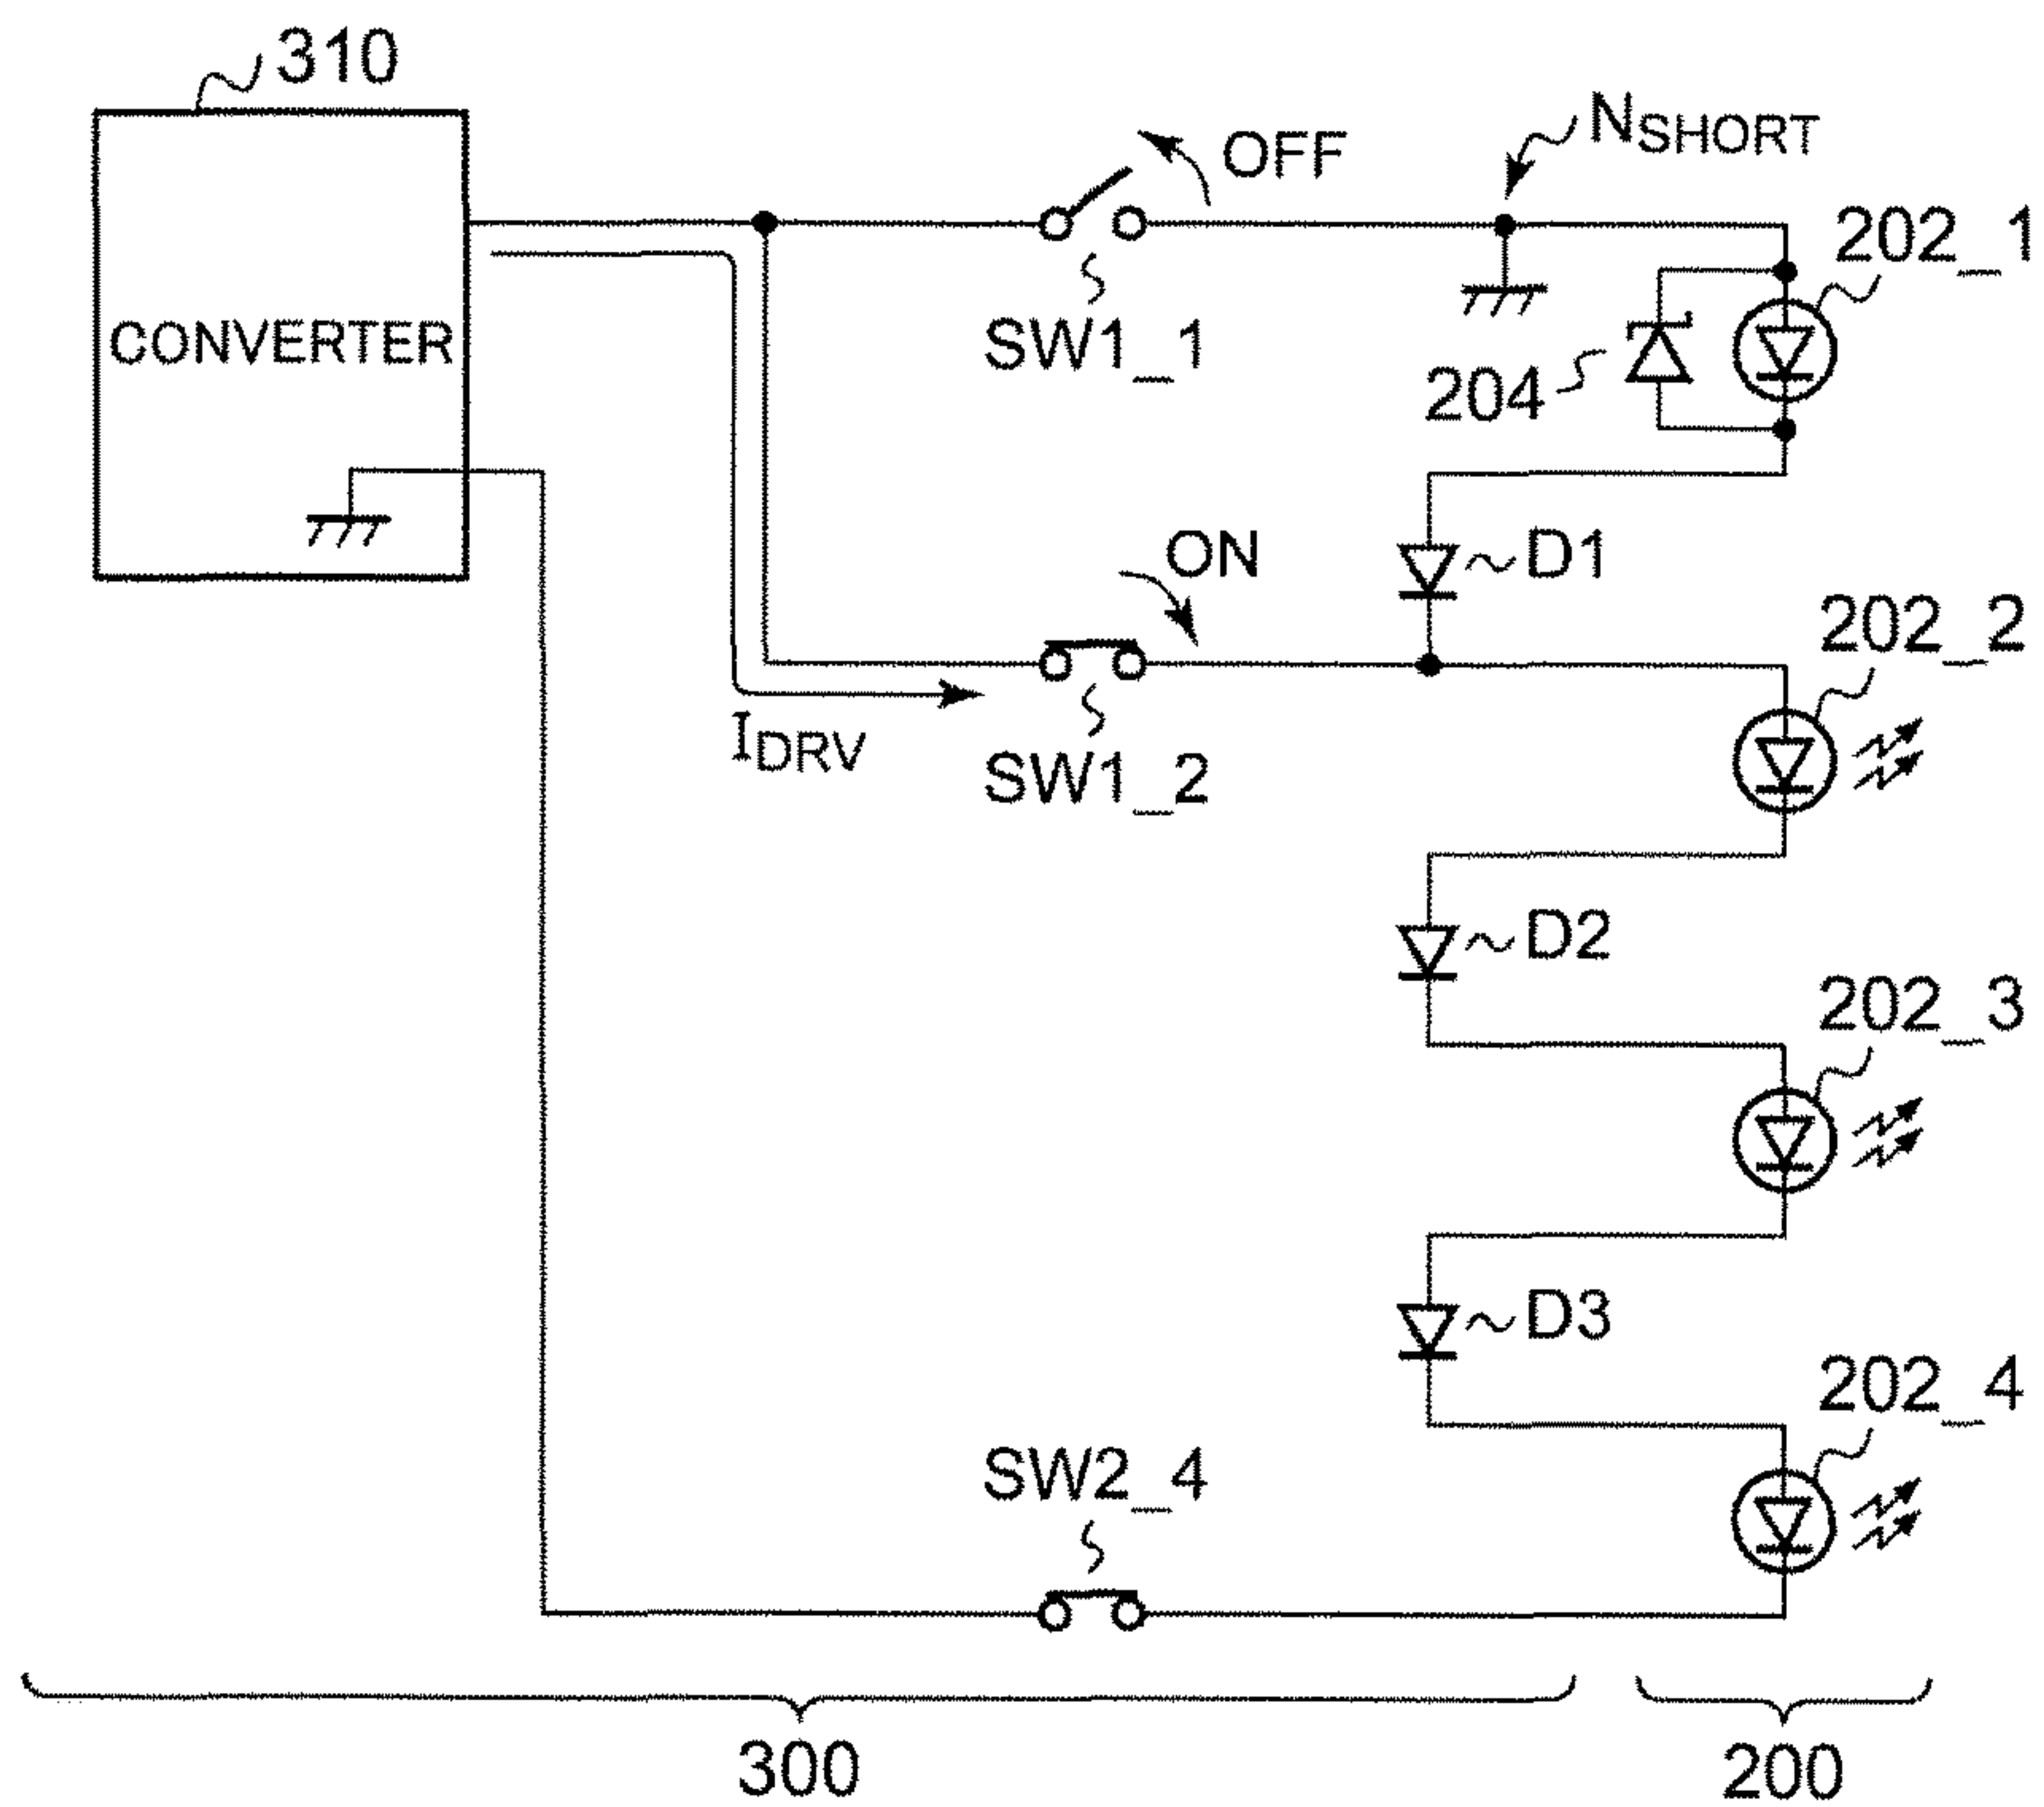 310
OFF
NSHORT
202_1
CONVERTER
SW1_1
204
ON
D1
202_2
IDRV
SW1_2
D2
202_3
D3
202_4
SW2_4
300
200